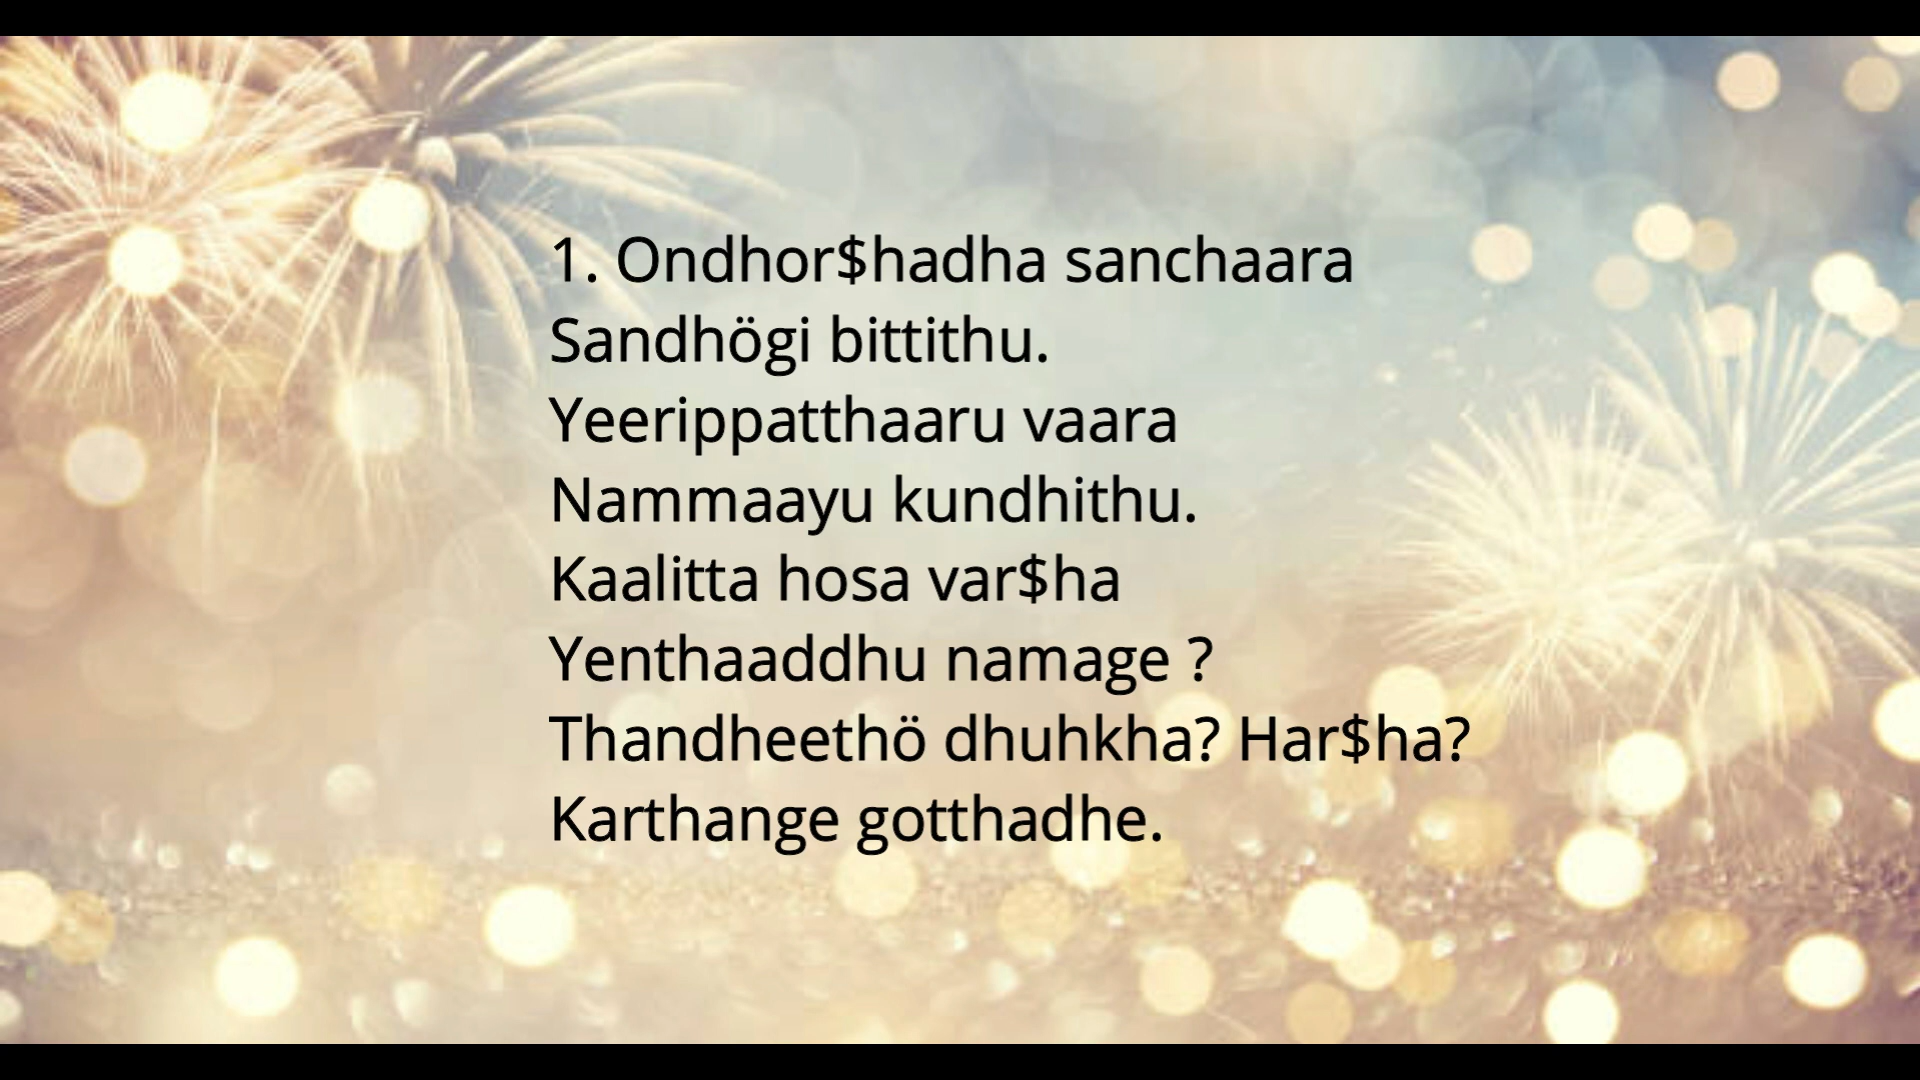 1. Ondhor$hadha sanchaara
Sandhögi bittithu.
Yeerippatthaaru vaara
Nammaayu kundhithu.
Kaalitta hosa var$ha
Yenthaaddhu namage ?
Thandheethö dhuhkha? Har$ha?
Karthange gotthadhe.